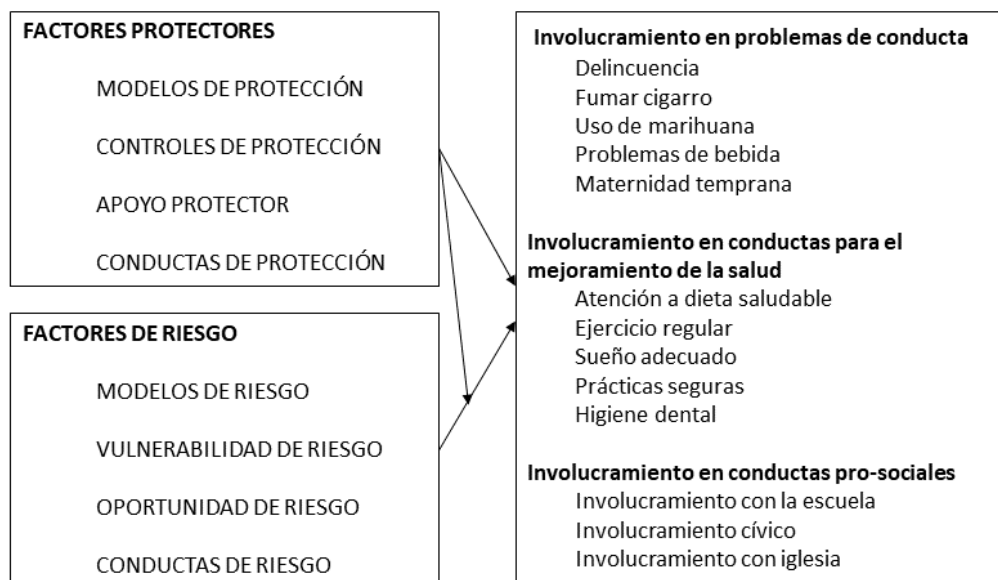 FACTORES PROTECTORES
MODELOS DE PROTECCIÓN
CONTROLES DE PROTECCIÓN
APOYO PROTECTOR
CONDUCTAS DE PROTECCIÓN
FACTORES DE RIESGO
MODELOS DE RIESGO
VULNERABILIDAD DE RIESGO
OPORTUNIDAD DE RIESGO
CONDUCTAS DE RIESGO
Involucramiento en problemas de conducta
Delincuencia
Fumar cigarro
Uso de marihuana
Problemas de bebida
Maternidad temprana
Involucramiento en conductas para el
mejoramiento de la salud
Atención a dieta saludable
Ejercicio regular
Sueño adecuado
Prácticas seguras
Higiene dental
Involucramiento en conductas pro-sociales
Involucramiento con la escuela
Involucramiento cívico
Involucramiento con iglesia